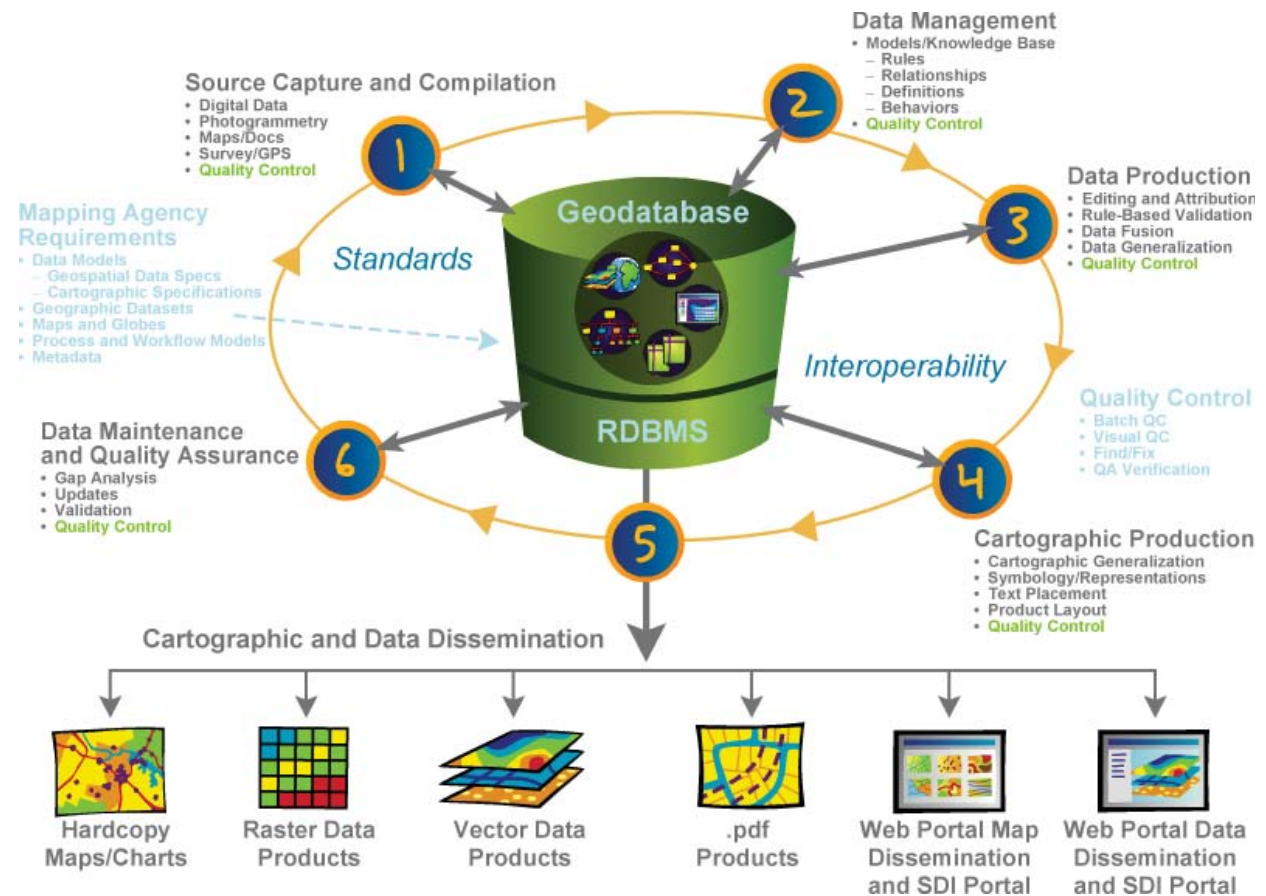 Data Management
• Models/Knowledge Base
– Rules
– Relationships
– Definitions
– Behaviors
• Quality Control
2
Source Capture and Compilation
• Digital Data
• Photogrammetry
• Maps/Docs
• Survey/GPS
• Quality Control
1
Data Production
• Editing and Attribution
• Rule-Based Validation
• Data Fusion
• Data Generalization
• Quality Control
3
Mapping Agency
Requirements
• Data Models
– Geospatial Data Specs
– Cartographic Specifications
• Geographic Datasets
• Maps and Globes
• Process and Workflow Models
• Metadata
Standards
Geodatabase
Interoperability
RDBMS
Quality Control
• Batch QC
• Visual QC
• Find/Fix
• QA Verification
Data Maintenance
and Quality Assurance
• Gap Analysis
• Updates
• Validation
• Quality Control
6
4
5
Cartographic Production
• Cartographic Generalization
• Symbology/Representations
• Text Placement
• Product Layout
• Quality Control
Cartographic and Data Dissemination
Hardcopy
Maps/Charts
Raster Data
Products
Vector Data
Products
.pdf
Products
Web Portal Map
Dissemination
and SDI Portal
Web Portal Data
Dissemination
and SDI Portal